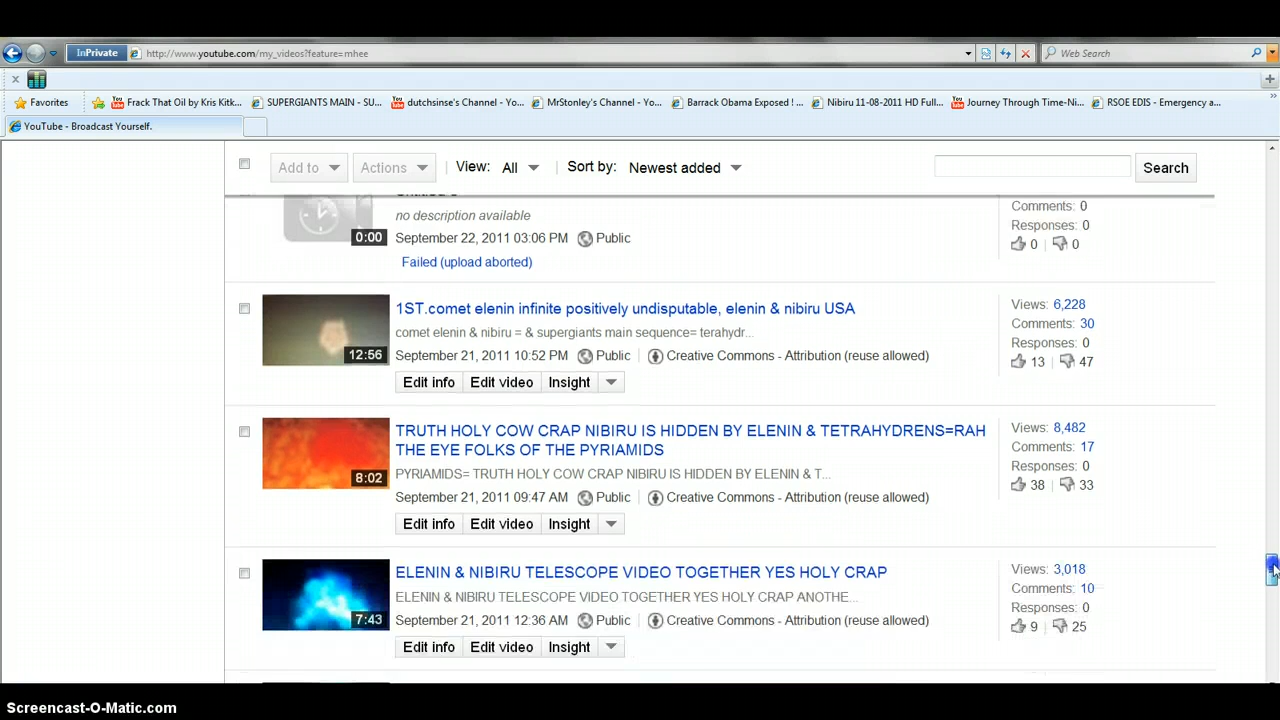 InPrivate
http://www.youtube.com/my_videos?feature=mhee
Web Search
Favorites
Frack That Oil by Kris Kitk...
SUPERGIANTS MAIN - SU...
dutchsinse's Channel - Yo...
MrStonley's Channel - Yo...
Barrack Obama Exposed ! ...
Nibiru 11-08-2011 HD Full...
Journey Through Time-Ni...
RSOE EDIS - Emergency a...
YouTube - Broadcast Yourself.
Add to
Actions
View: All
Sort by: Newest added
Search
no description available
0:00
September 22, 2011 03:06 PM
Public
Failed (upload aborted)
Comments: 0
Responses: 0
0 | 0
12:56
1ST.comet elenin infinite positively undisputable, elenin & nibiru USA
comet elenin & nibiru = & supergiants main sequence= terahydr...
September 21, 2011 10:52 PM
Public
Creative Commons - Attribution (reuse allowed)
Edit info
Edit video
Insight
Views: 6,228
Comments: 30
Responses: 0
13 | 47
8:02
TRUTH HOLY COW CRAP NIBIRU IS HIDDEN BY ELENIN & TETRAHYDRENS=RAH
THE EYE FOLKS OF THE PYRIAMIDS
PYRIAMIDS= TRUTH HOLY COW CRAP NIBIRU IS HIDDEN BY ELENIN & T...
September 21, 2011 09:47 AM
Public
Creative Commons - Attribution (reuse allowed)
Edit info
Edit video
Insight
Views: 8,482
Comments: 17
Responses: 0
38 | 33
7:43
ELENIN & NIBIRU TELESCOPE VIDEO TOGETHER YES HOLY CRAP
ELENIN & NIBIRU TELESCOPE VIDEO TOGETHER YES HOLY CRAP ANOTHE...
September 21, 2011 12:36 AM
Public
Creative Commons - Attribution (reuse allowed)
Edit info
Edit video
Insight
Views: 3,018
Comments: 10
Responses: 0
9 | 25
Screencast-O-Matic.com